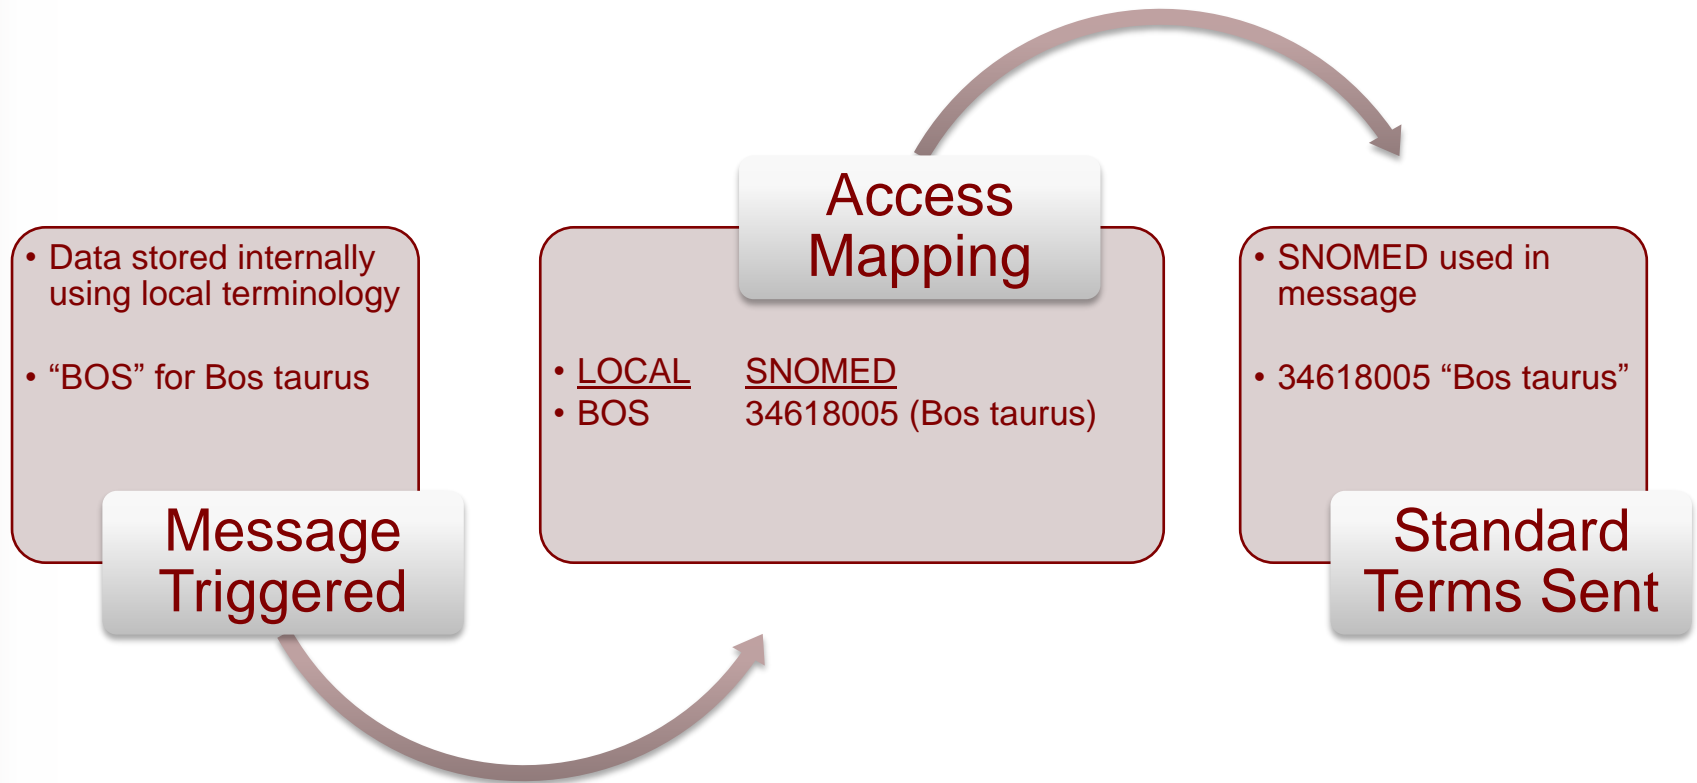 • Data stored internally
using local terminology
• “BOS” for Bos taurus
Message
Triggered
Access
Mapping
• LOCAL SNOMED
• BOS 34618005 (Bos taurus)
• SNOMED used in
message
• 34618005 “Bos taurus”
Standard
Terms Sent